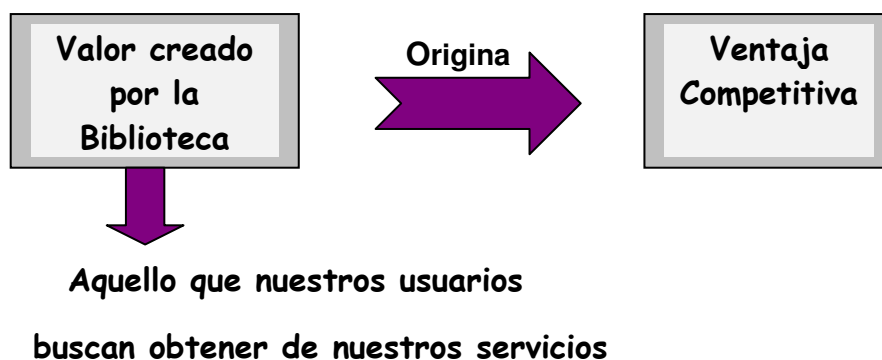 Valor creado
por la
Biblioteca
Origina
Ventaja
Competitiva
Aquello que nuestros usuarios
buscan obtener de nuestros servicios